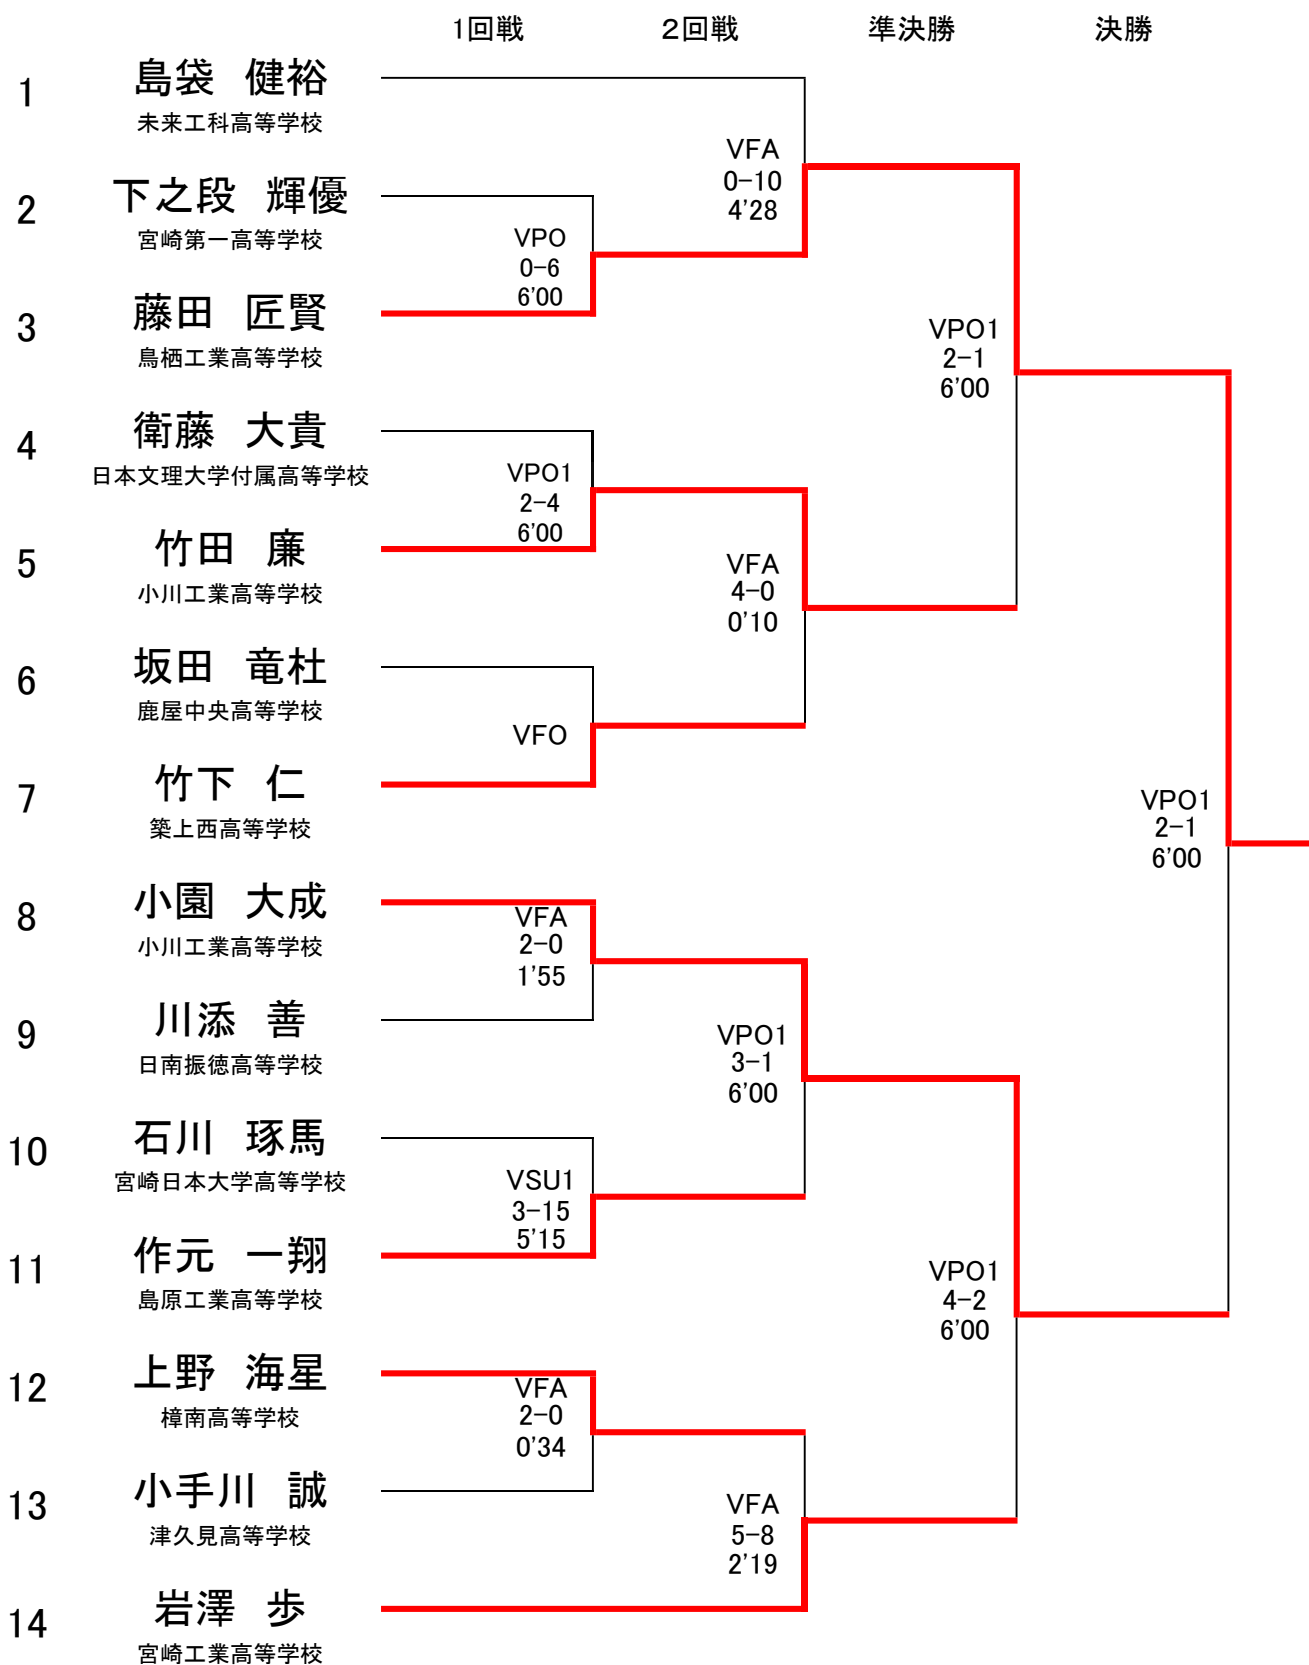 1回戦 2回戦 準決勝 決勝
1 島袋 健裕
未来工科高等学校
VFA
0-10
4'28
2 下之段 輝優
宮崎第一高等学校
VPO
0-6
6'00
3 藤田 匠賢
鳥栖工業高等学校
VPO1
2-1
6'00
4 衛藤 大貴
日本文理大学付属高等学校
VPO1
2-4
6'00
5 竹田 廉
小川工業高等学校
VFA
4-0
0'10
6 坂田 竜杜
鹿屋中央高等学校
VFO
7 竹下 仁
築上西高等学校
VPO1
2-1
6'00
8 小園 大成
小川工業高等学校
VFA
2-0
1'55
9 川添 善
日南振徳高等学校
VPO1
3-1
6'00
10 石川 琢馬
宮崎日本大学高等学校
VSU1
3-15
5'15
11 作元 一翔
島原工業高等学校
VPO1
4-2
6'00
12 上野 海星
樟南高等学校
VFA
2-0
0'34
13 小手川 誠
津久見高等学校
VFA
5-8
2'19
14 岩澤 歩
宮崎工業高等学校